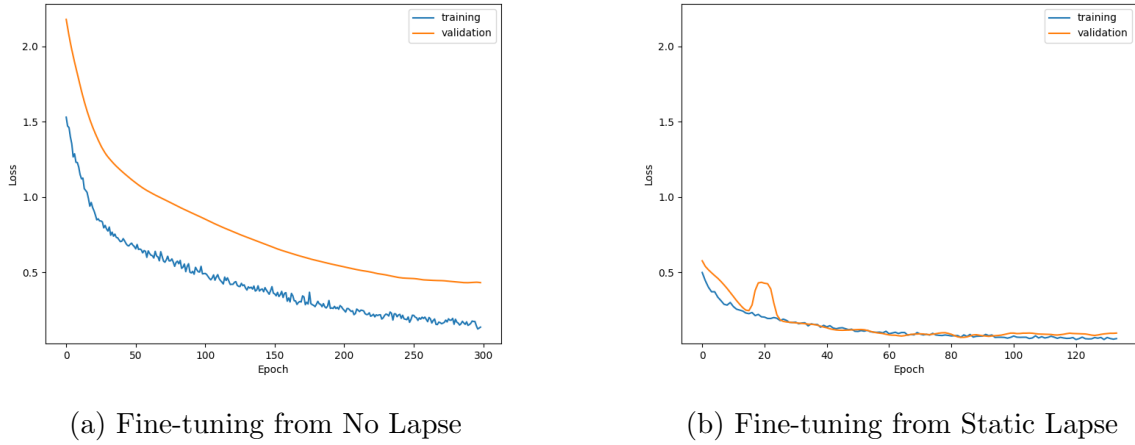 training
validation
2.0
1.5
1.0
0.5
Loss
0
50
100
150
200
250
300
Epoch
(a) Fine-tuning from No Lapse
training
validation
2.0
1.5
1.0
0.5
Loss
0
20
40
60
80
100
120
Epoch
(b) Fine-tuning from Static Lapse